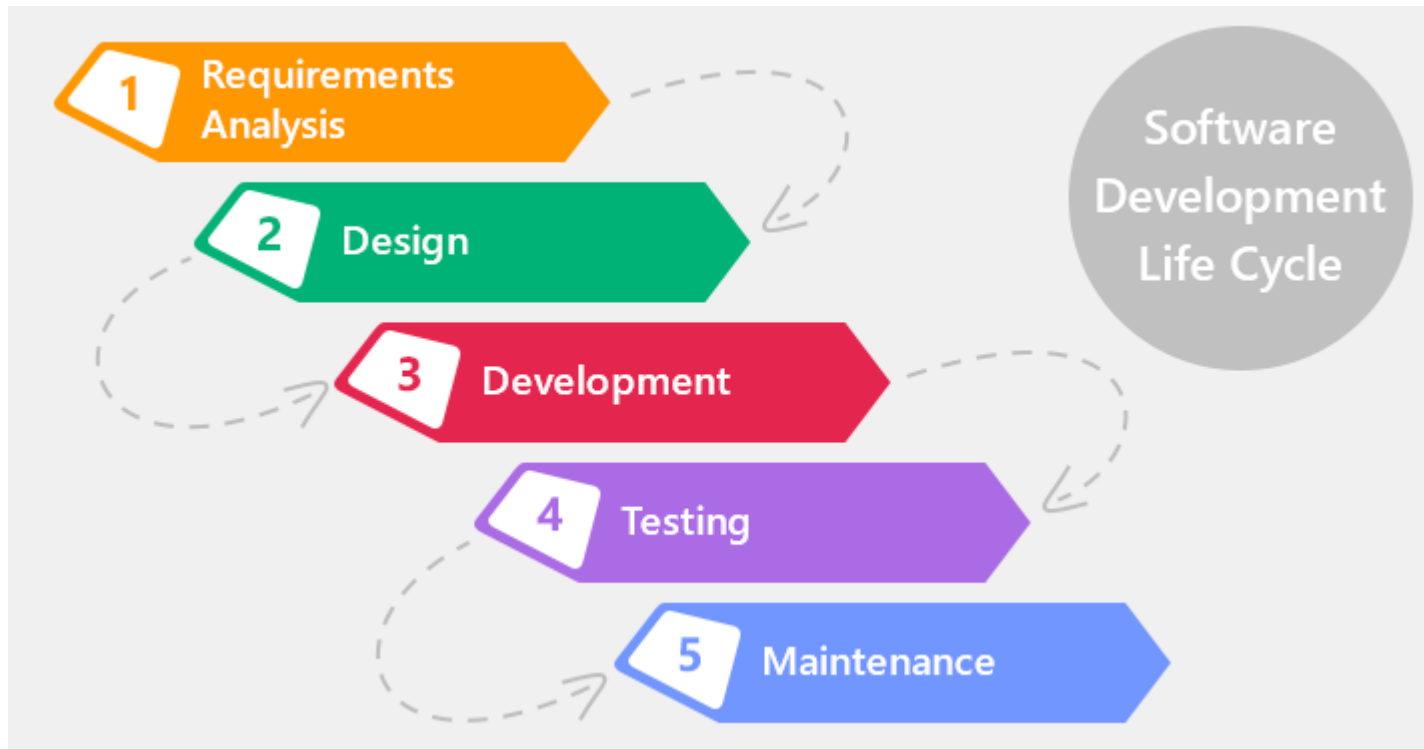 1
Requirements
Analysis
2
Design
3
Development
4
Testing
5
Maintenance
Software
Development
Life Cycle